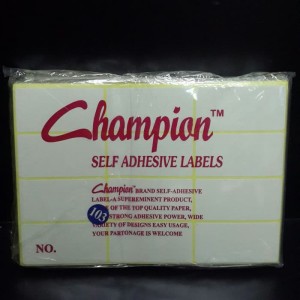 Champion™
SELF ADHESIVE LABELS
Champion BRAND SELF-ADHESIVE
LABEL-A SUPEREMINENT PRODUCT,
OF THE TOP QUALITY PAPER,
STRONG ADHESIVE POWER, WIDE
VARIETY OF DESIGNS EASY USAGE,
YOUR PARTONAGE IS WELCOME
103
NO.